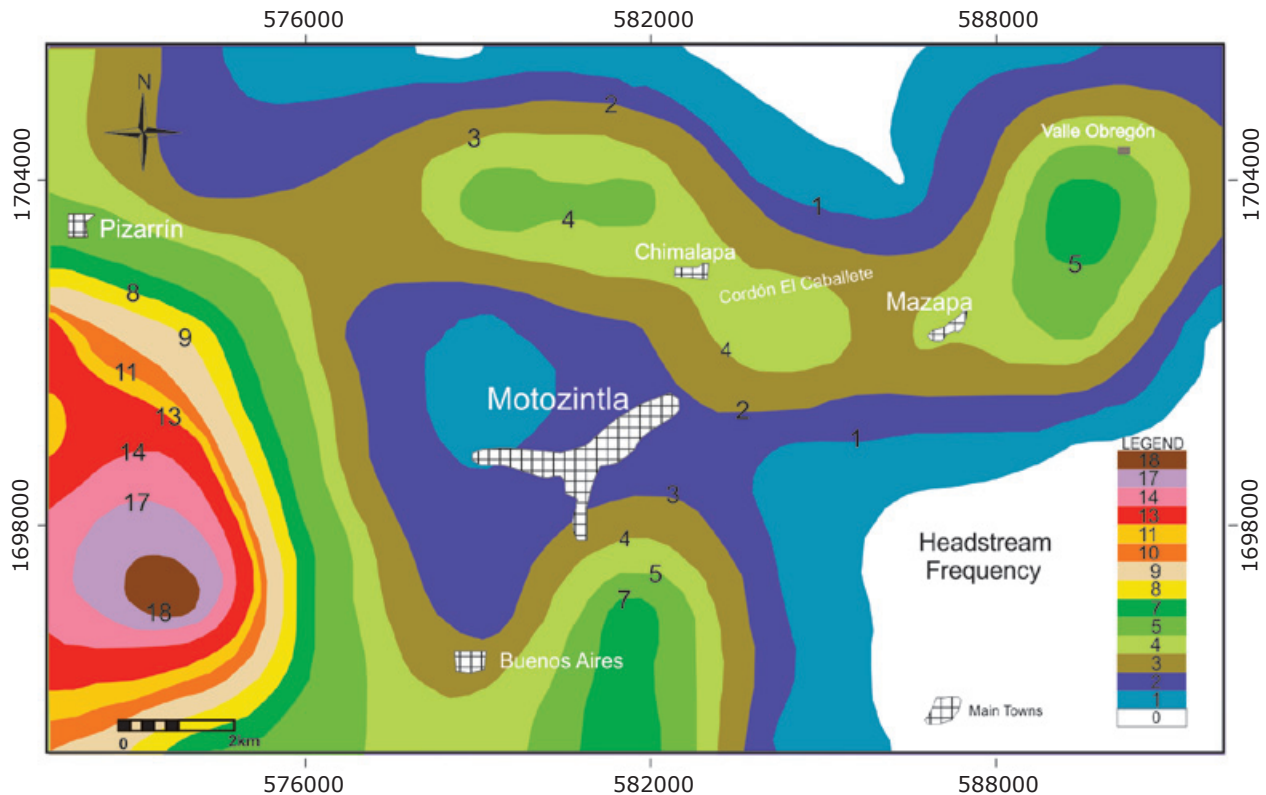 576000 582000 588000
N
2
3
Valle Obregón
1704000
1704000
1
Pizarrín
4
Chimalapa
5
Cordón El Caballete
8
Mazapa
9
4
11
Motozintla
13
2
1
14
LEGEND
18
17
14
13
11
10
9
8
7
5
4
3
2
1
0
17
3
1698000
1698000
4
Headstream
Frequency
5
7
18
Buenos Aires
Main Towns
0 2km
576000 582000 588000